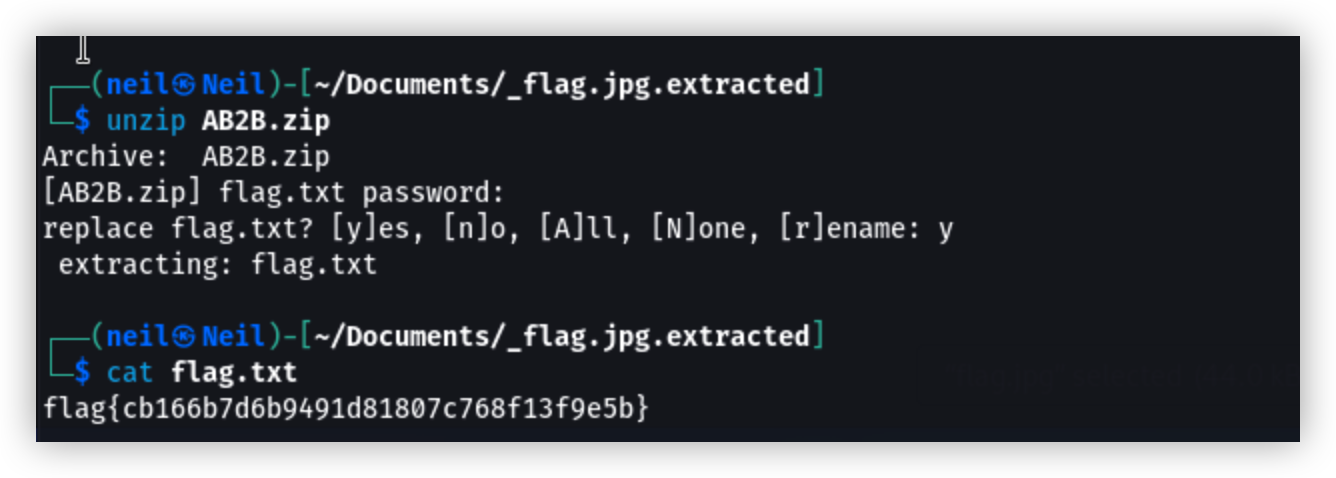 ┌──(neil㉿Neil)-[~/Documents/_flag.jpg.extracted]
└─$ unzip AB2B.zip
Archive:  AB2B.zip
[AB2B.zip] flag.txt password:
replace flag.txt? [y]es, [n]o, [A]ll, [N]one, [r]ename: y
 extracting: flag.txt
┌──(neil㉿Neil)-[~/Documents/_flag.jpg.extracted]
└─$ cat flag.txt
flag{cb166b7d6b9491d81807c768f13f9e5b}